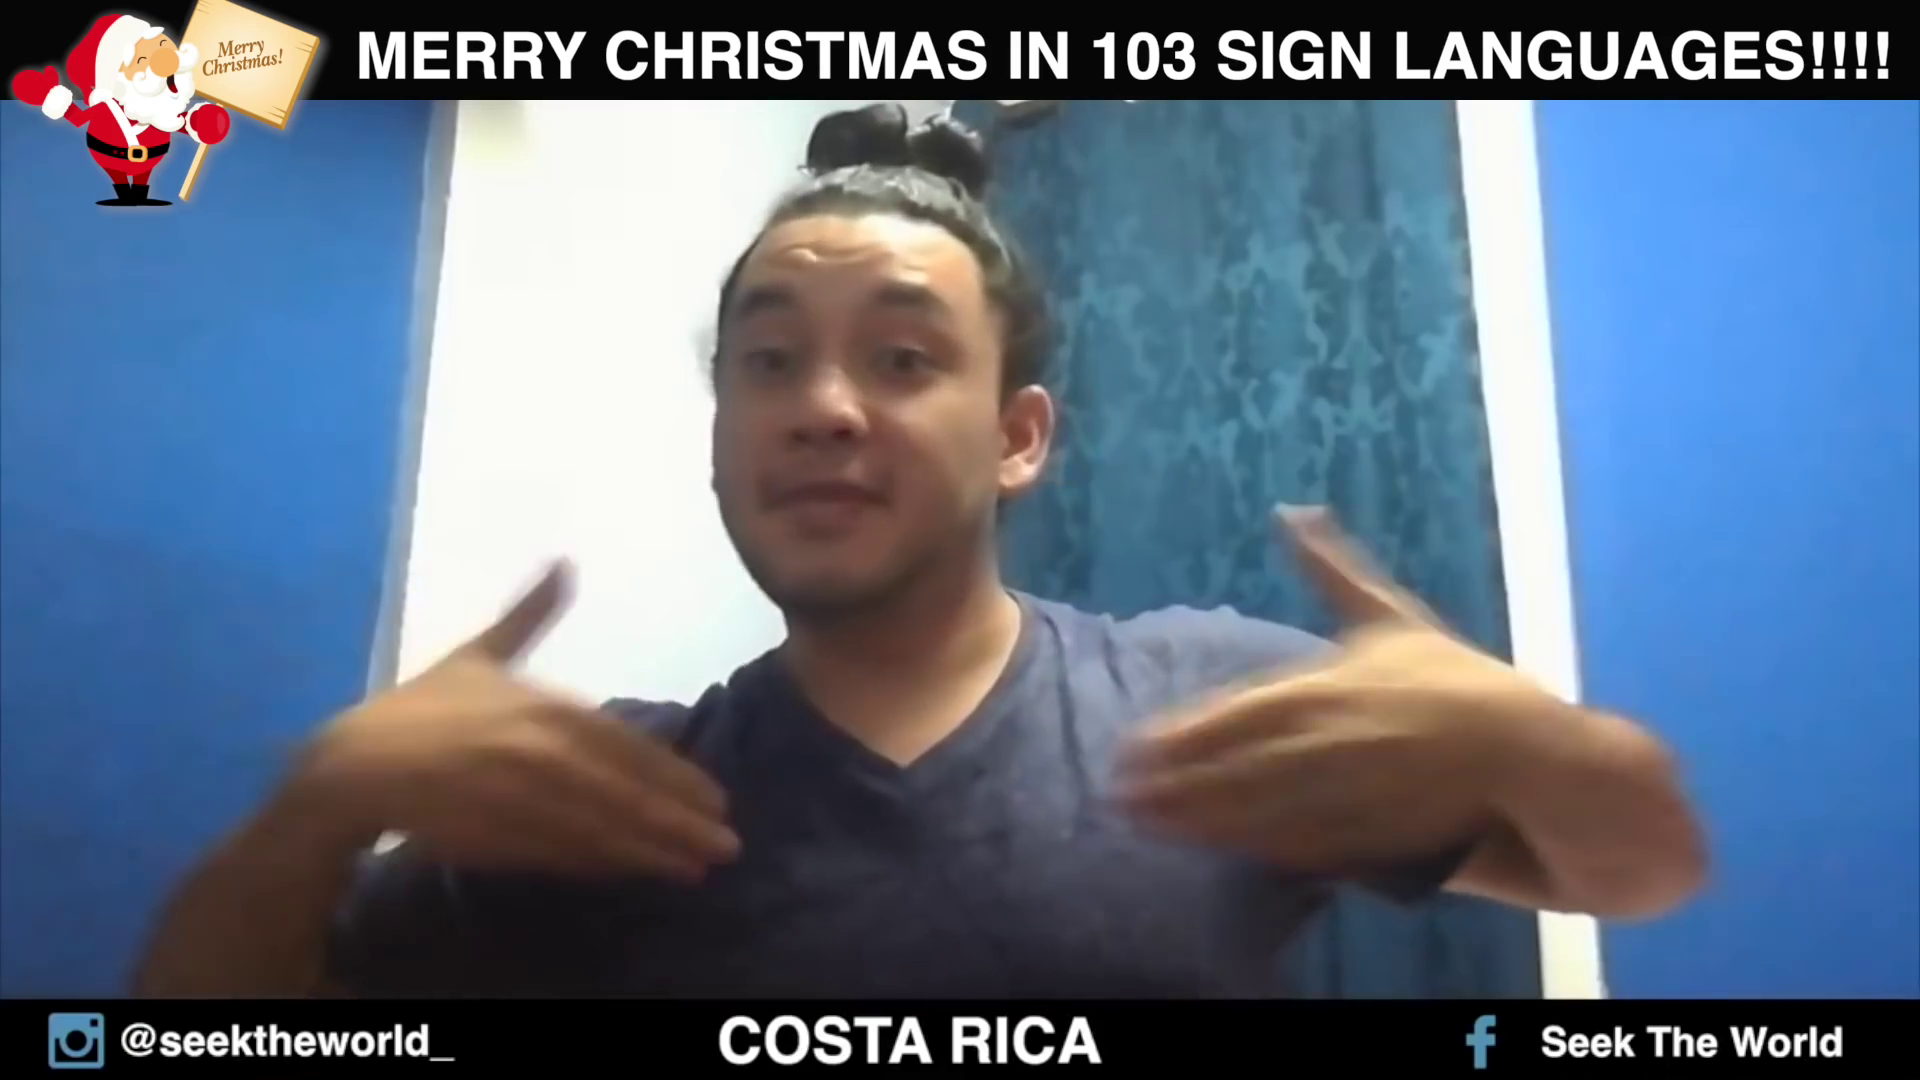 Merry
Christmas!
MERRY CHRISTMAS IN 103 SIGN LANGUAGES!!!!
@seektheworld_
COSTA RICA
Seek The World